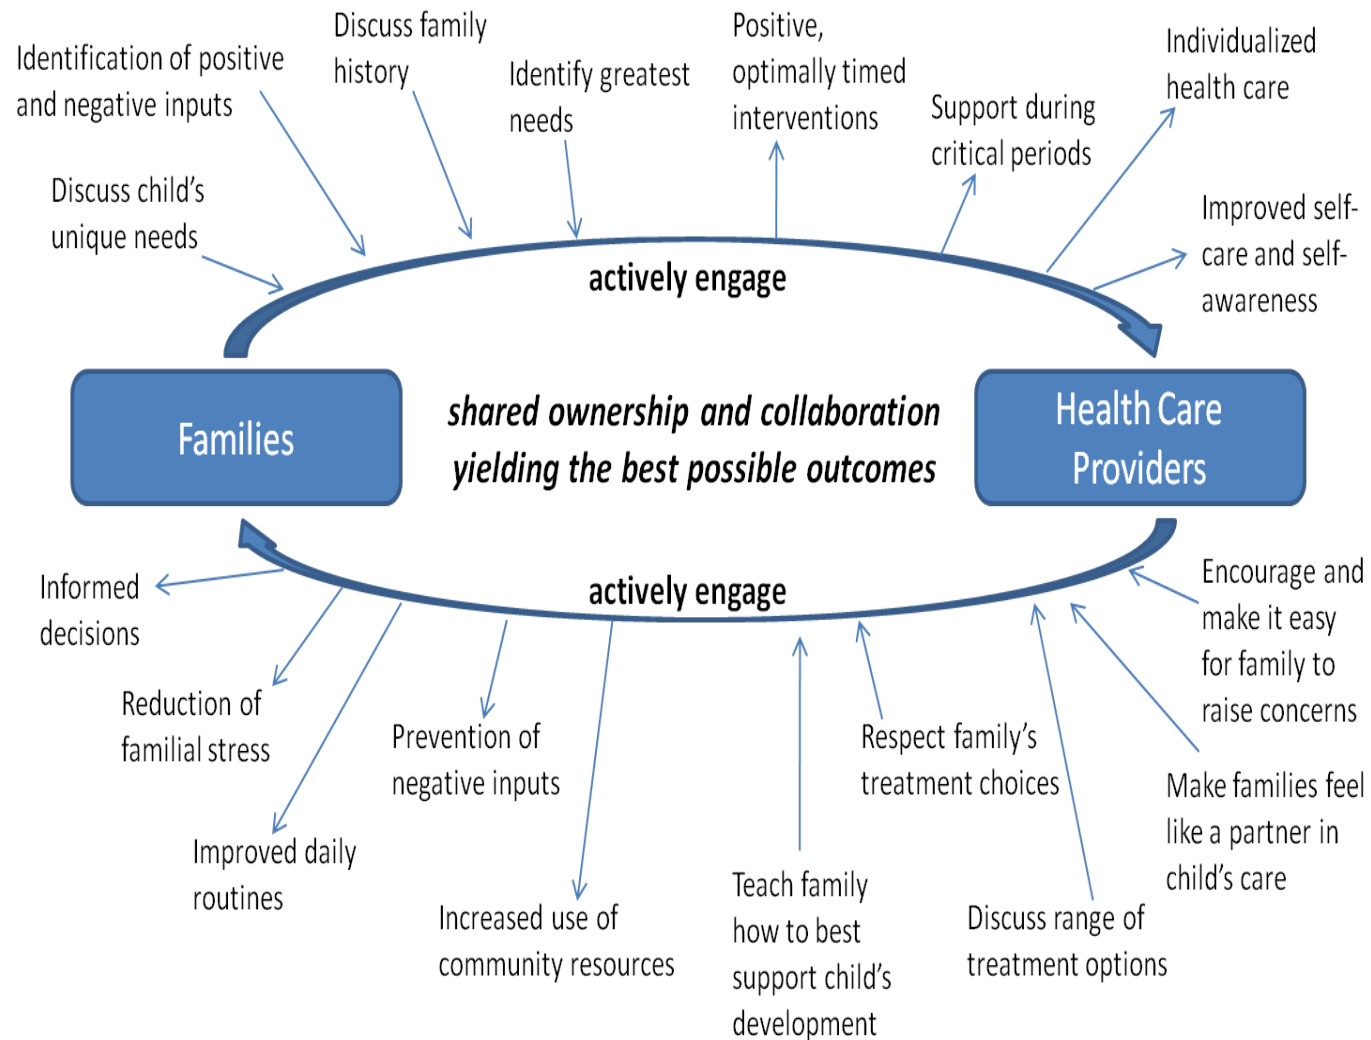 Identification of positive
and negative inputs
Discuss family
history
Identify greatest
needs
Positive,
optimally timed
interventions
Support during
critical periods
Individualized
health care
Discuss child’s
unique needs
Improved self-
care and self-
awareness
actively engage
Families
shared ownership and collaboration
yielding the best possible outcomes
Health Care
Providers
actively engage
Informed
decisions
Reduction of
familial stress
Improved daily
routines
Prevention of
negative inputs
Increased use of
community resources
Teach family
how to best
support child’s
development
Respect family’s
treatment choices
Discuss range of
treatment options
Make families feel
like a partner in
child’s care
Encourage and
make it easy
for family to
raise concerns